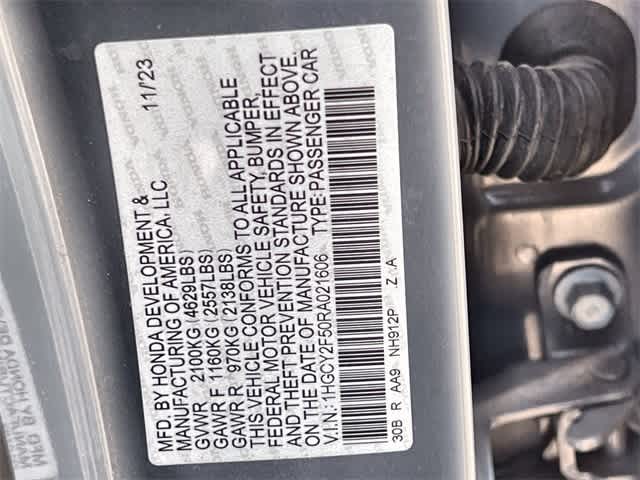 MFD. BY HONDA DEVELOPMENT & 11/23
MANUFACTURING OF AMERICA, LLC
GVWR 2100KG (4629LBS)
GAWR F 1160KG (2557LBS)
GAWR R 970KG (2138LBS)
THIS VEHICLE CONFORMS TO ALL APPLICABLE
FEDERAL MOTOR VEHICLE SAFETY, BUMPER,
AND THEFT PREVENTION STANDARDS IN EFFECT
ON THE DATE OF MANUFACTURE SHOWN ABOVE.
V.I.N.: 1HGCY2F50RA021606 TYPE:PASSENGER CAR
30B R AA9 NH912P Z A